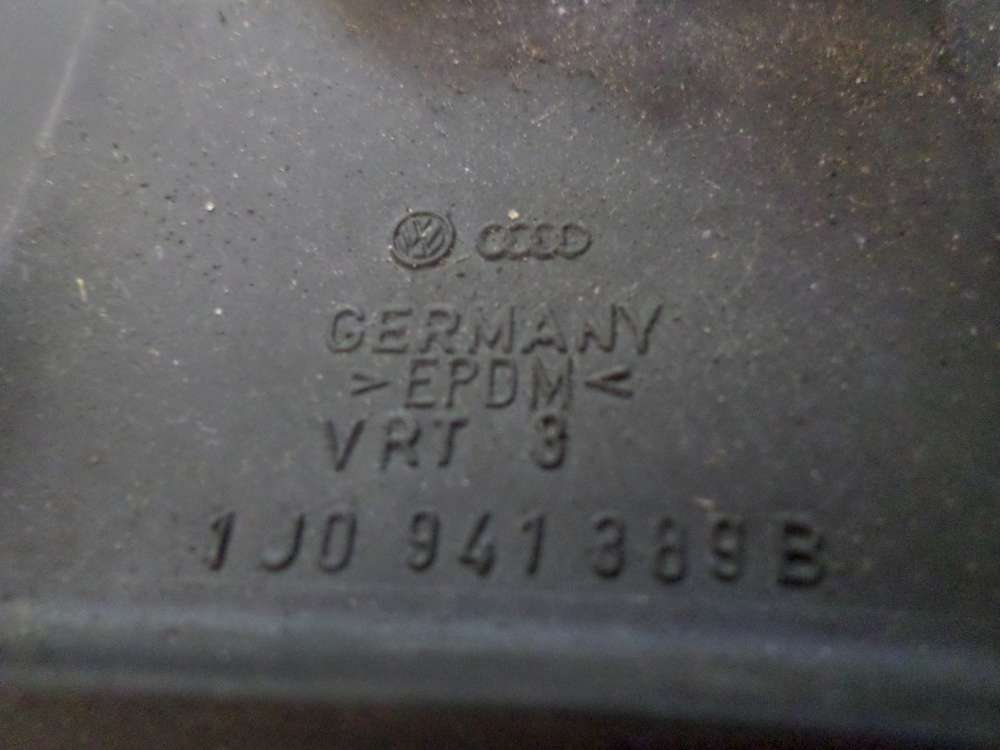 GERMANY
>EPDM<
VRT 3
1J0 941 389 B